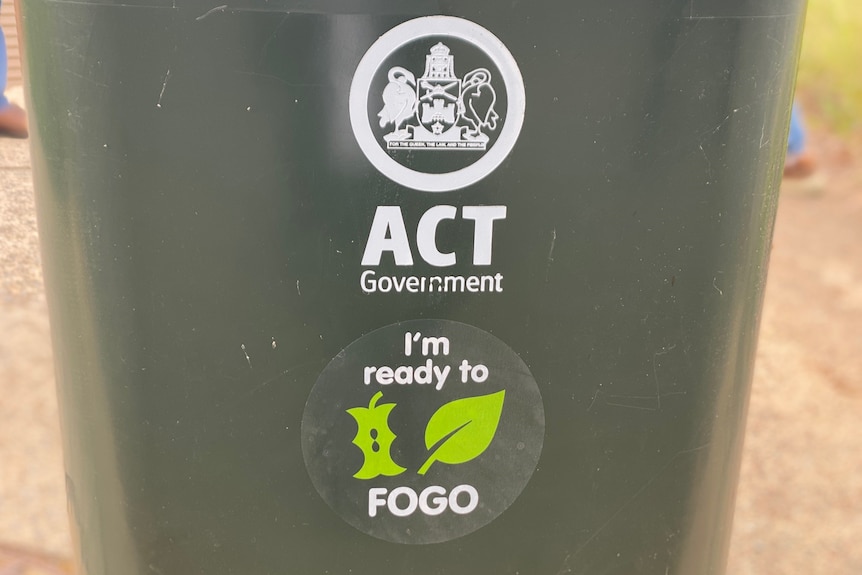 FOR THE QUEEN, THE LAW, AND THE PEOPLE
ACT
Government
I'm
ready to
FOGO